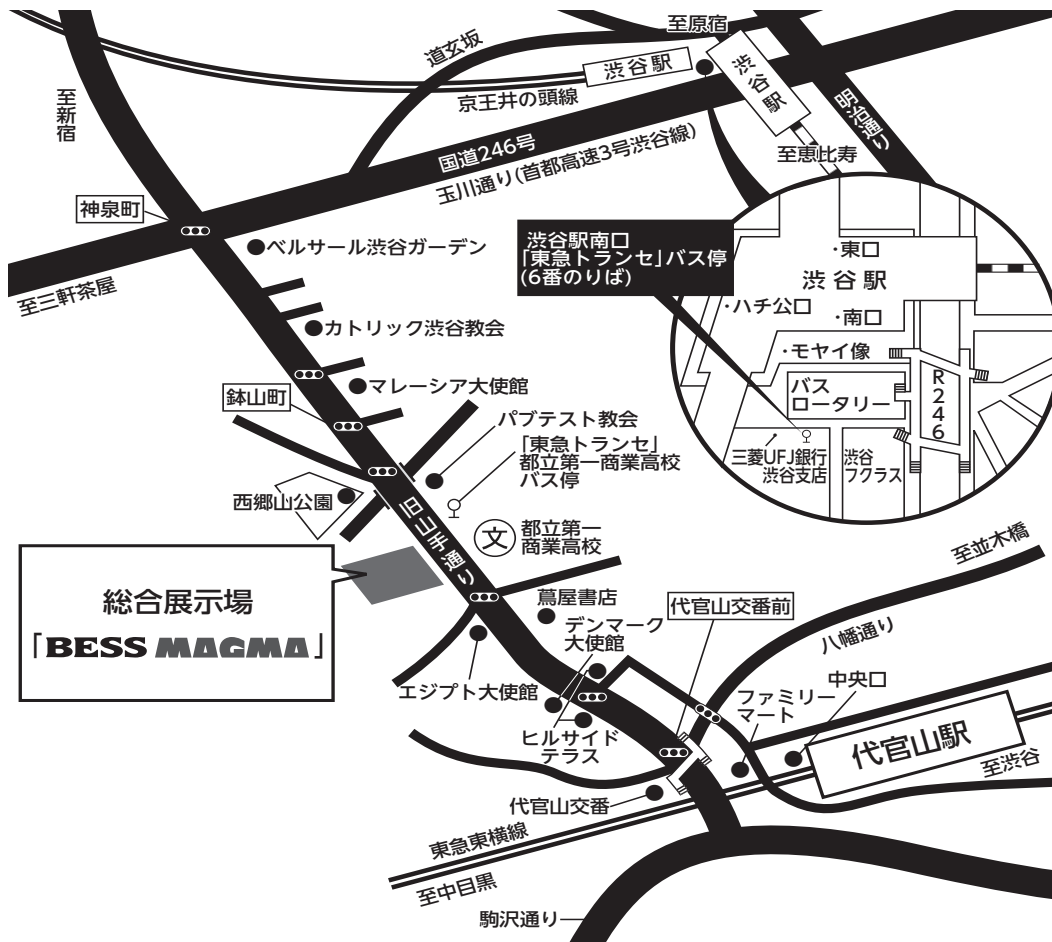 至原宿
道玄坂
渋谷駅
渋谷駅
至新宿
京王井の頭線
明治通り
国道246号
玉川通り(首都高速3号渋谷線)
至恵比寿
神泉町
ベルサール渋谷ガーデン
渋谷駅南口
「東急トランセ」バス停
(6番のりば)
・東口
渋谷駅
至三軒茶屋
・ハチ公口
・南口
カトリック渋谷教会
・モヤイ像
マレーシア大使館
バス
ロータリー
R246
鉢山町
パブテスト教会
「東急トランセ」
都立第一商業高校
バス停
三菱UFJ銀行
渋谷支店
渋谷
フクラス
西郷山公園
旧山手通り
文
都立第一
商業高校
至並木橋
総合展示場
「BESS MAGMA」
蔦屋書店
代官山交番前
デンマーク
大使館
八幡通り
エジプト大使館
ファミリー
マート
中央口
ヒルサイド
テラス
代官山駅
至渋谷
代官山交番
東急東横線
至中目黒
駒沢通り